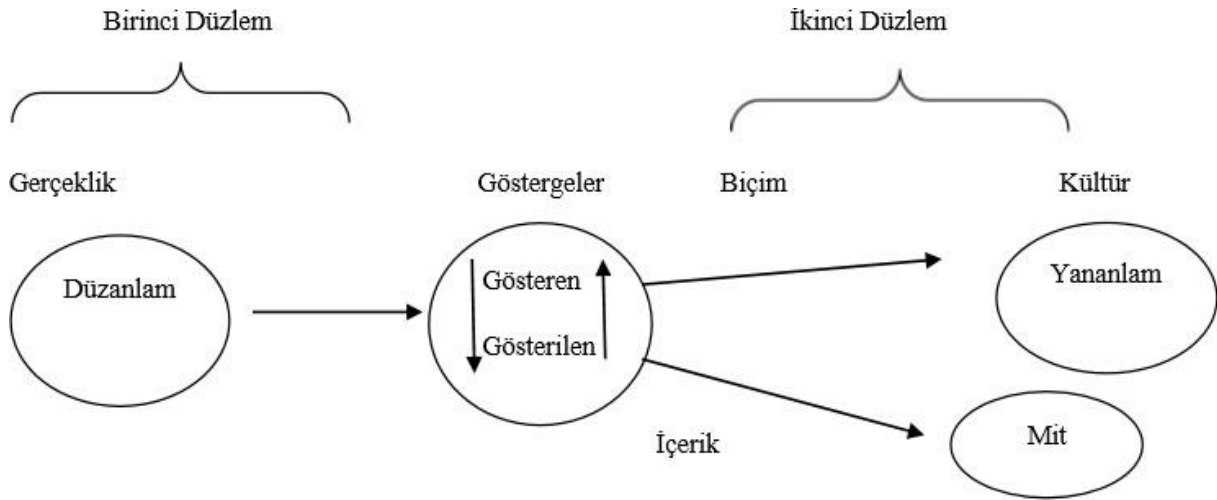 Birinci Düzlem
İkinci Düzlem
Gerçeklik
Göstergeler
Biçim
Kültür
Düzanlam
Gösteren
Gösterilen
Yananlam
İçerik
Mit